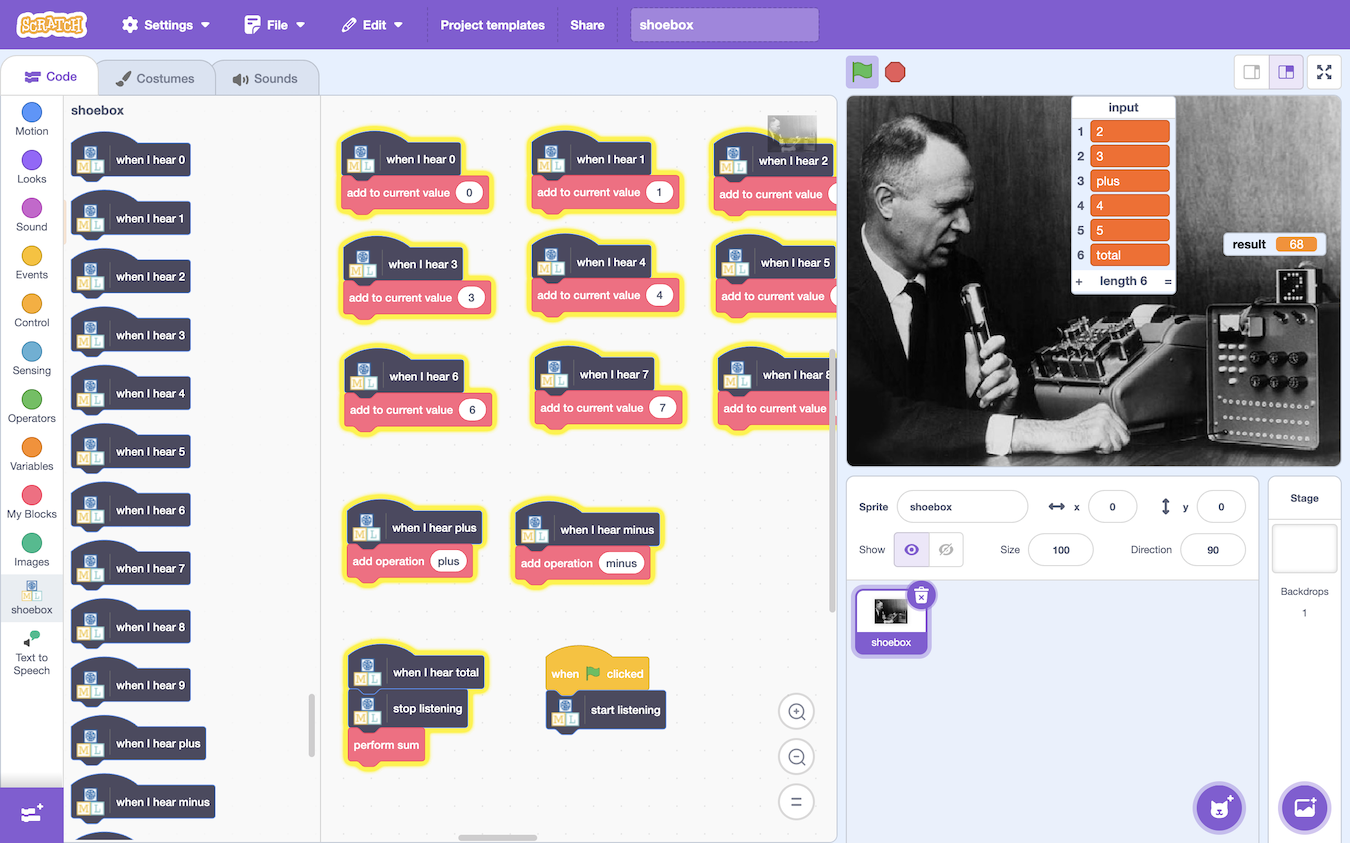 SCRATCH Settings File Edit Project templates Share shoebox
Code Costumes Sounds
Motion
Looks
Sound
Events
Control
Sensing
Operators
Variables
My Blocks
Images
shoebox
Text to
Speech
shoebox
when I hear 0
when I hear 1
when I hear 2
when I hear 3
when I hear 4
when I hear 5
when I hear 6
when I hear 7
when I hear 8
when I hear 9
when I hear plus
when I hear minus
when I hear 0
add to current value 0
when I hear 1
add to current value 1
when I hear 2
add to current value
when I hear 3
add to current value 3
when I hear 4
add to current value 4
when I hear 5
add to current value
when I hear 6
add to current value 6
when I hear 7
add to current value 7
when I hear 8
add to current value
when I hear plus
add operation plus
when I hear minus
add operation minus
when I hear total
stop listening
perform sum
when clicked
start listening
input
1 2
2 3
3 plus
4 4
5 5
6 total
+ length 6 =
result 68
Sprite shoebox x 0 y 0
Show Size 100 Direction 90
shoebox
Stage
Backdrops
1